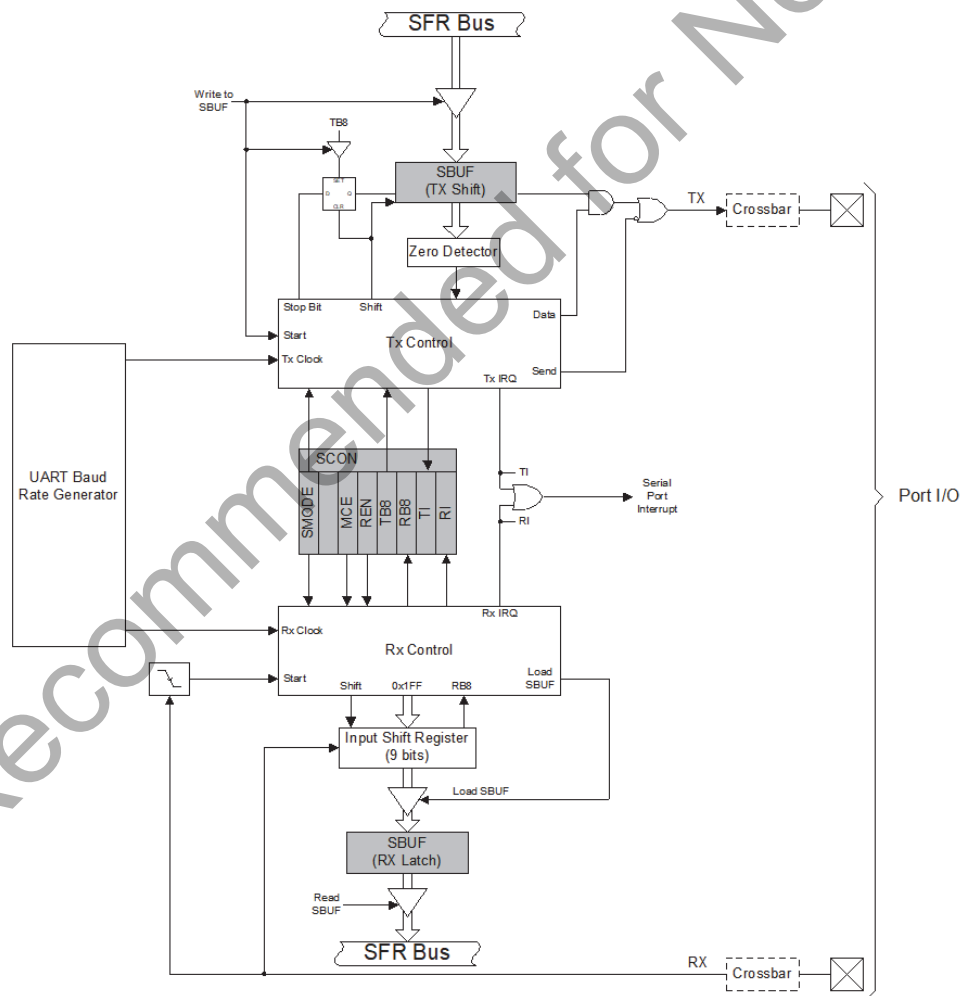 SFR Bus
Write to
SBUF
TB8
SBUF
(TX Shift)
SET
D
Q
CLR
TX
Crossbar
Zero Detector
Stop Bit
Shift
Data
Start
Tx Control
Tx Clock
Send
Tx IRQ
UART Baud
Rate Generator
SCON
SMODE
MCE
REN
TB8
RB8
TI
RI
TI
Serial
Port
Interrupt
RI
Port I/O
Rx IRQ
Rx Clock
Rx Control
Start
Load
SBUF
Shift
0x1FF
RB8
Input Shift Register
(9 bits)
Load SBUF
SBUF
(RX Latch)
Read
SBUF
SFR Bus
RX
Crossbar
ecommended for N